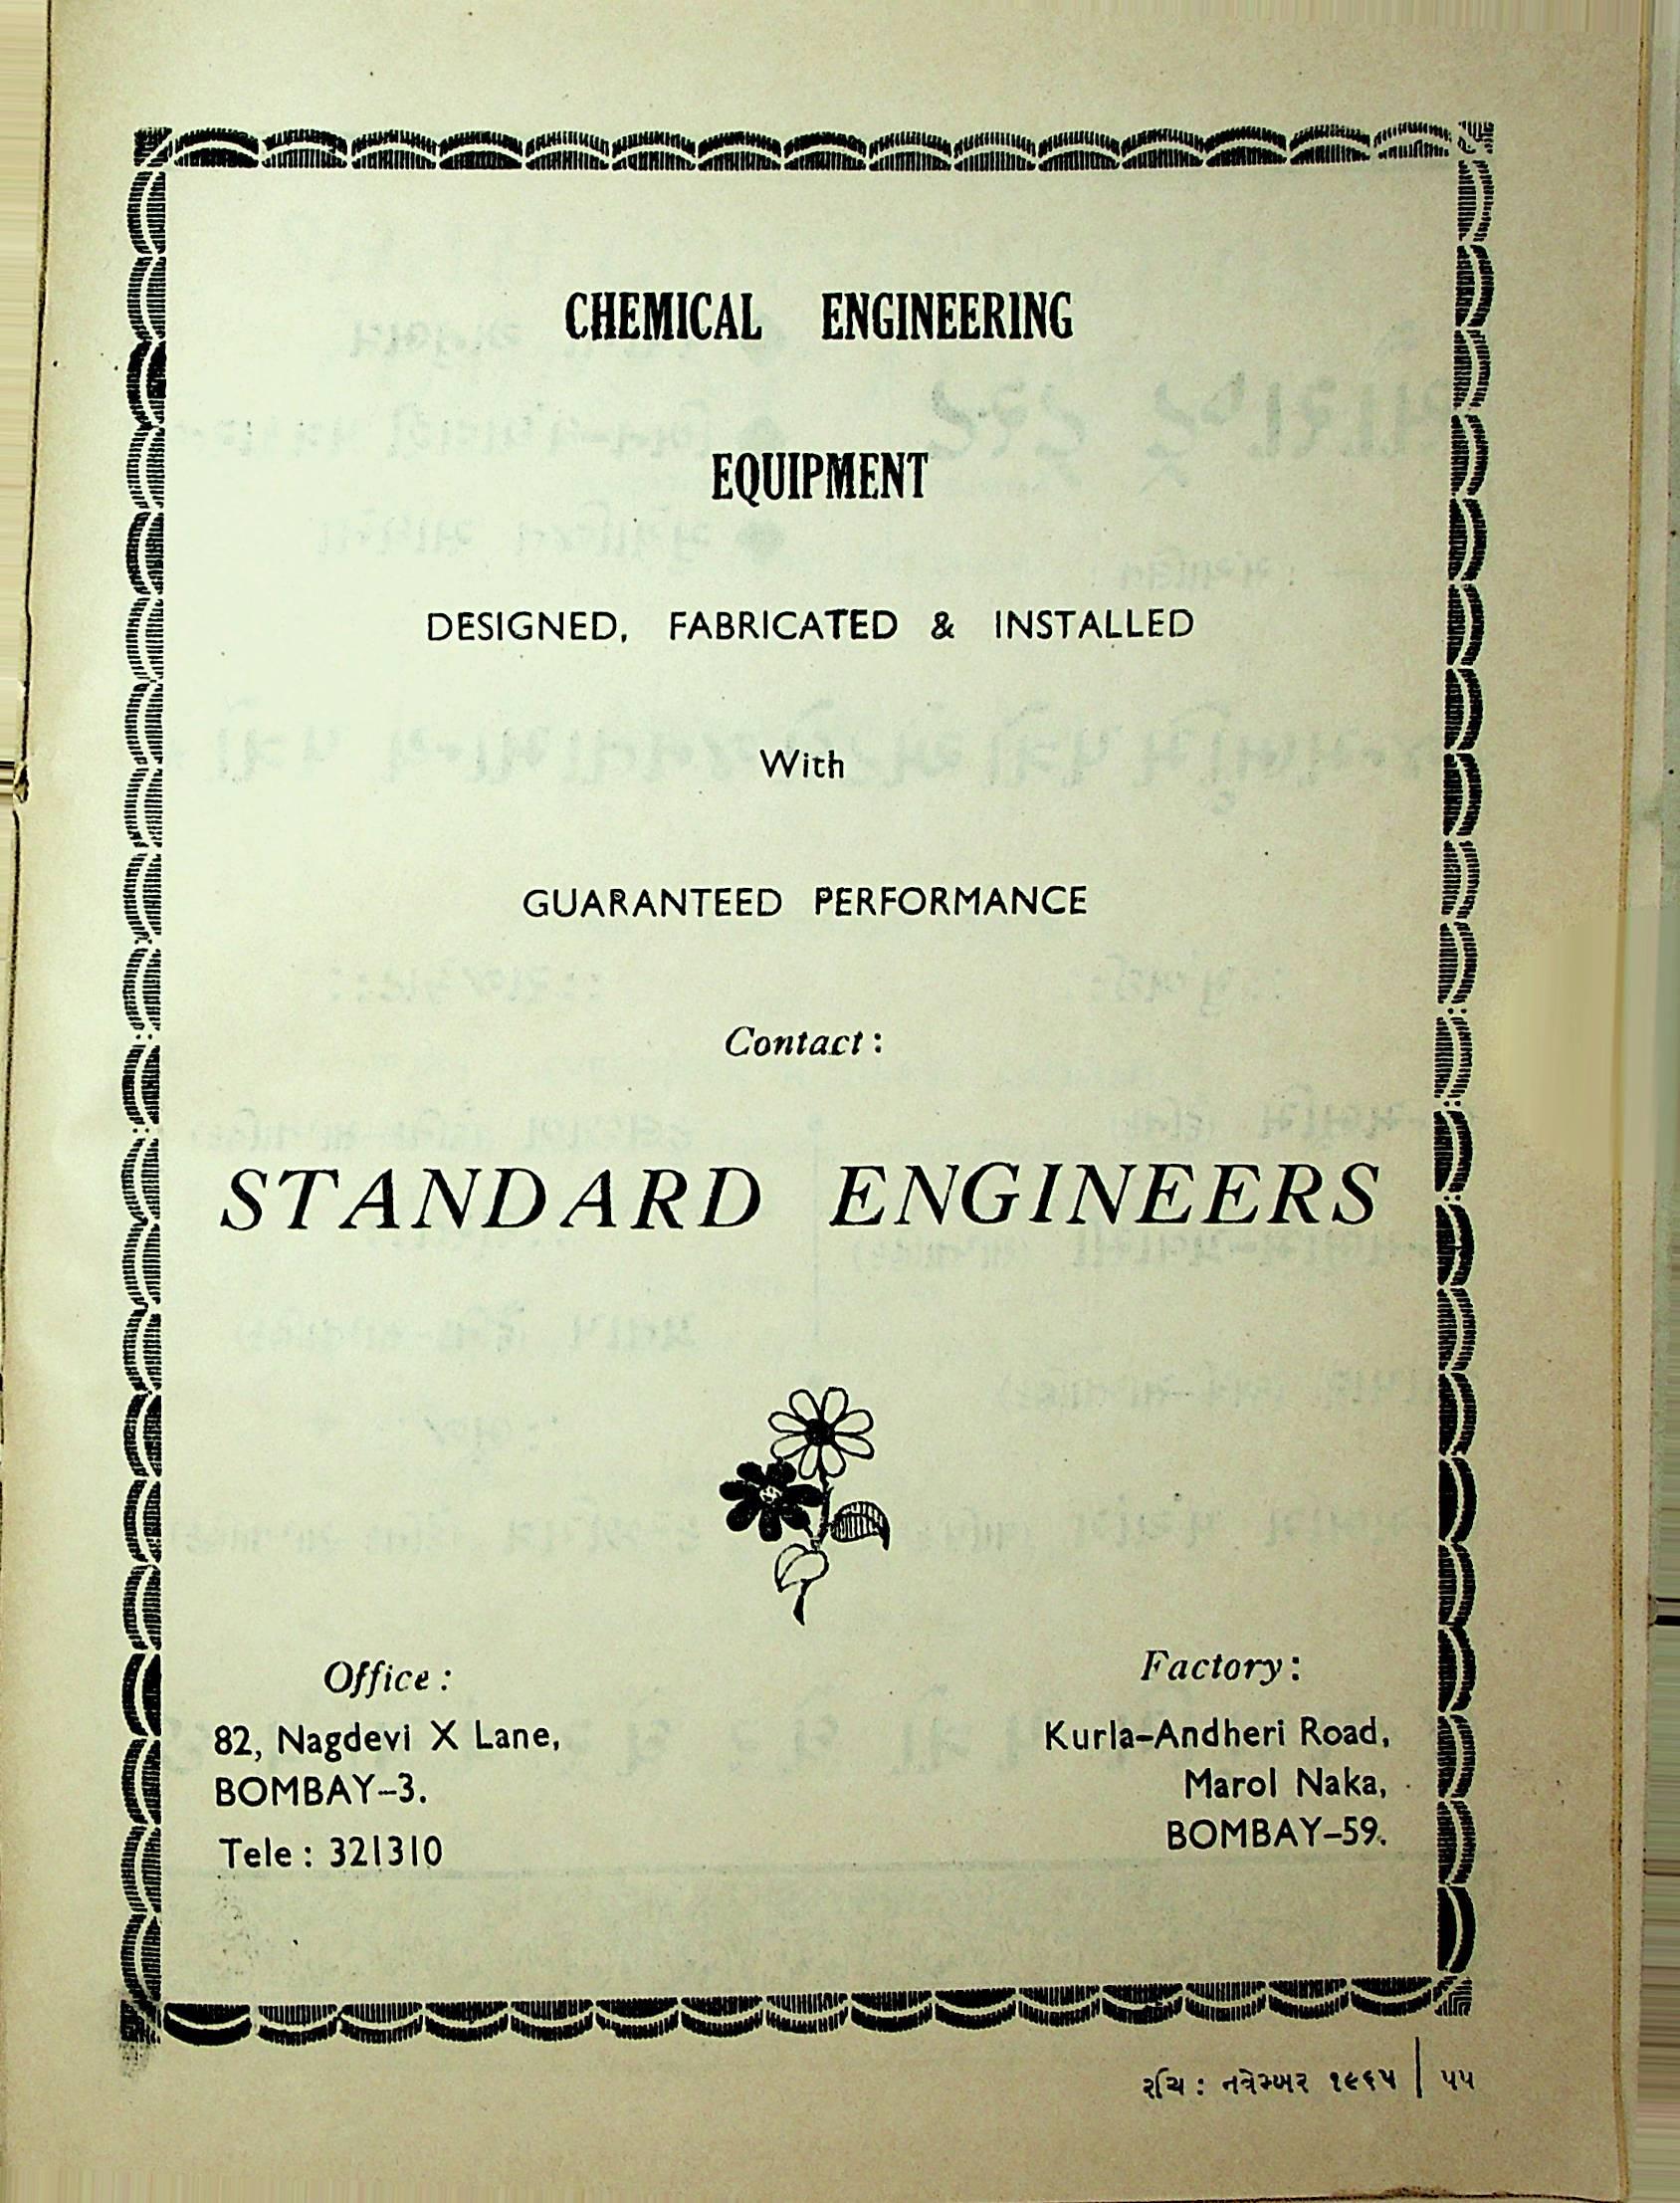 CHEMICAL ENGINEERING
EQUIPMENT
DESIGNED, FABRICATED & INSTALLED
With
GUARANTEED PERFORMANCE
Contact :
STANDARD ENGINEERS
Office :
82, Nagdevi X Lane,
BOMBAY-3.
Tele : 321310
Factory :
Kurla-Andheri Road,
Marol Naka,
BOMBAY-59.
રુચિ : નવેમ્બર ૧૯૬૫ | ૫૫